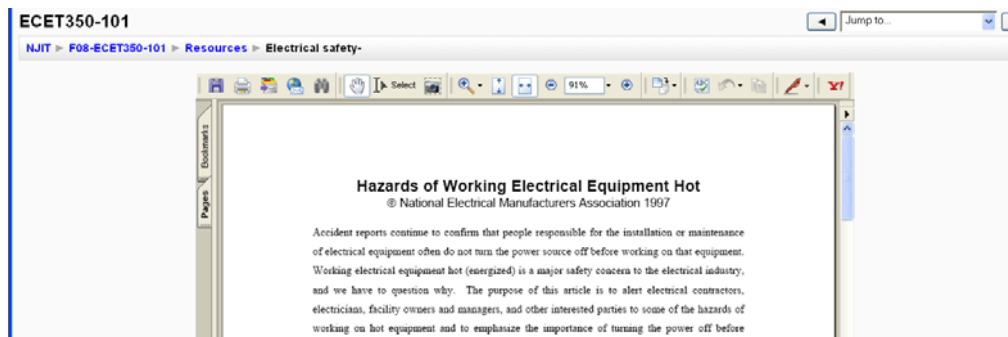 ECET350-101
Jump to...
NJIT ► F08-ECET350-101 ► Resources ► Electrical safety-
Select 91% Y!
Bookmarks
Pages
Hazards of Working Electrical Equipment Hot
® National Electrical Manufacturers Association 1997
Accident reports continue to confirm that people responsible for the installation or maintenance
of electrical equipment often do not turn the power source off before working on that equipment.
Working electrical equipment hot (energized) is a major safety concern to the electrical industry,
and we have to question why. The purpose of this article is to alert electrical contractors,
electricians, facility owners and managers, and other interested parties to some of the hazards of
working on hot equipment and to emphasize the importance of turning the power off before